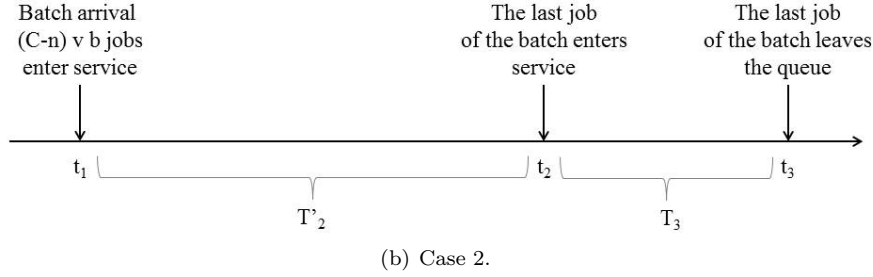 Batch arrival
(C-n) v b jobs
enter service
The last job
of the batch enters
service
The last job
of the batch leaves
the queue
t1
t2
t3
T'2
T3
(b) Case 2.